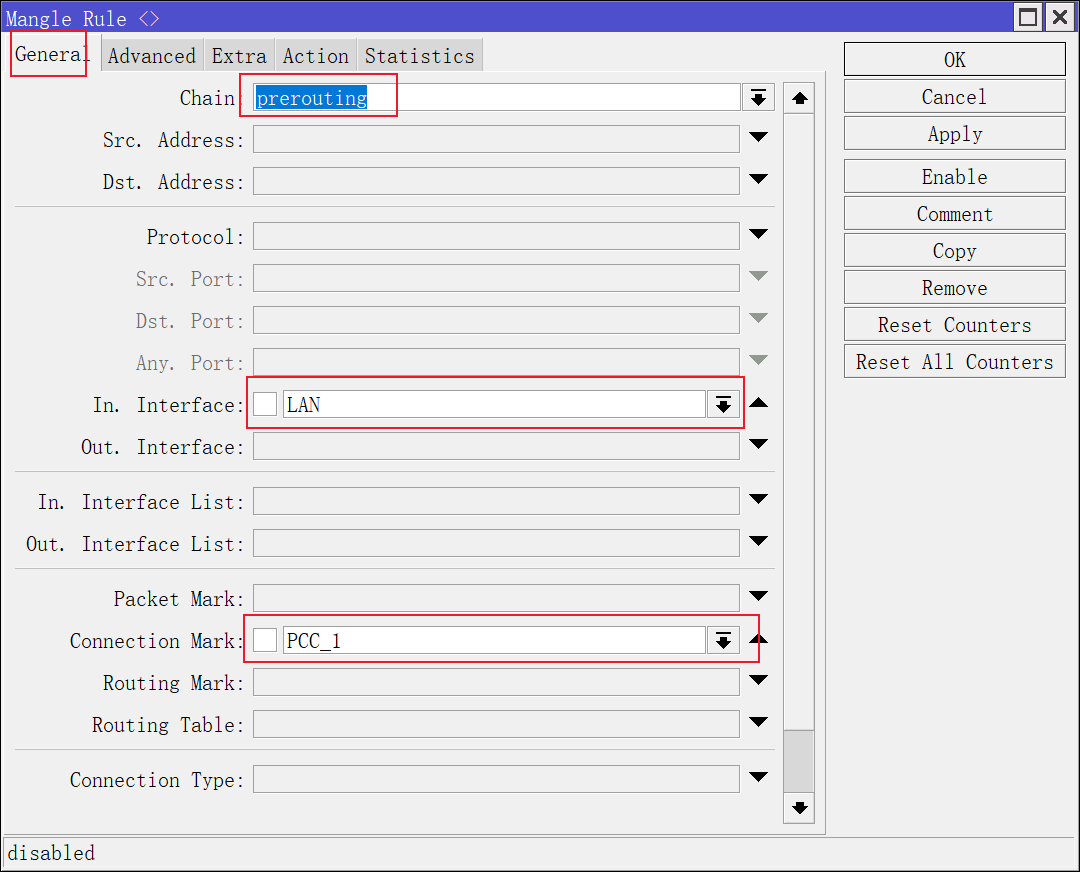 Mangle Rule <>
General Advanced Extra Action Statistics
Chain: prerouting
Src. Address:
Dst. Address:
Protocol:
Src. Port:
Dst. Port:
Any. Port:
In. Interface: LAN
Out. Interface:
In. Interface List:
Out. Interface List:
Packet Mark:
Connection Mark: PCC_1
Routing Mark:
Routing Table:
Connection Type:
OK
Cancel
Apply
Enable
Comment
Copy
Remove
Reset Counters
Reset All Counters
disabled